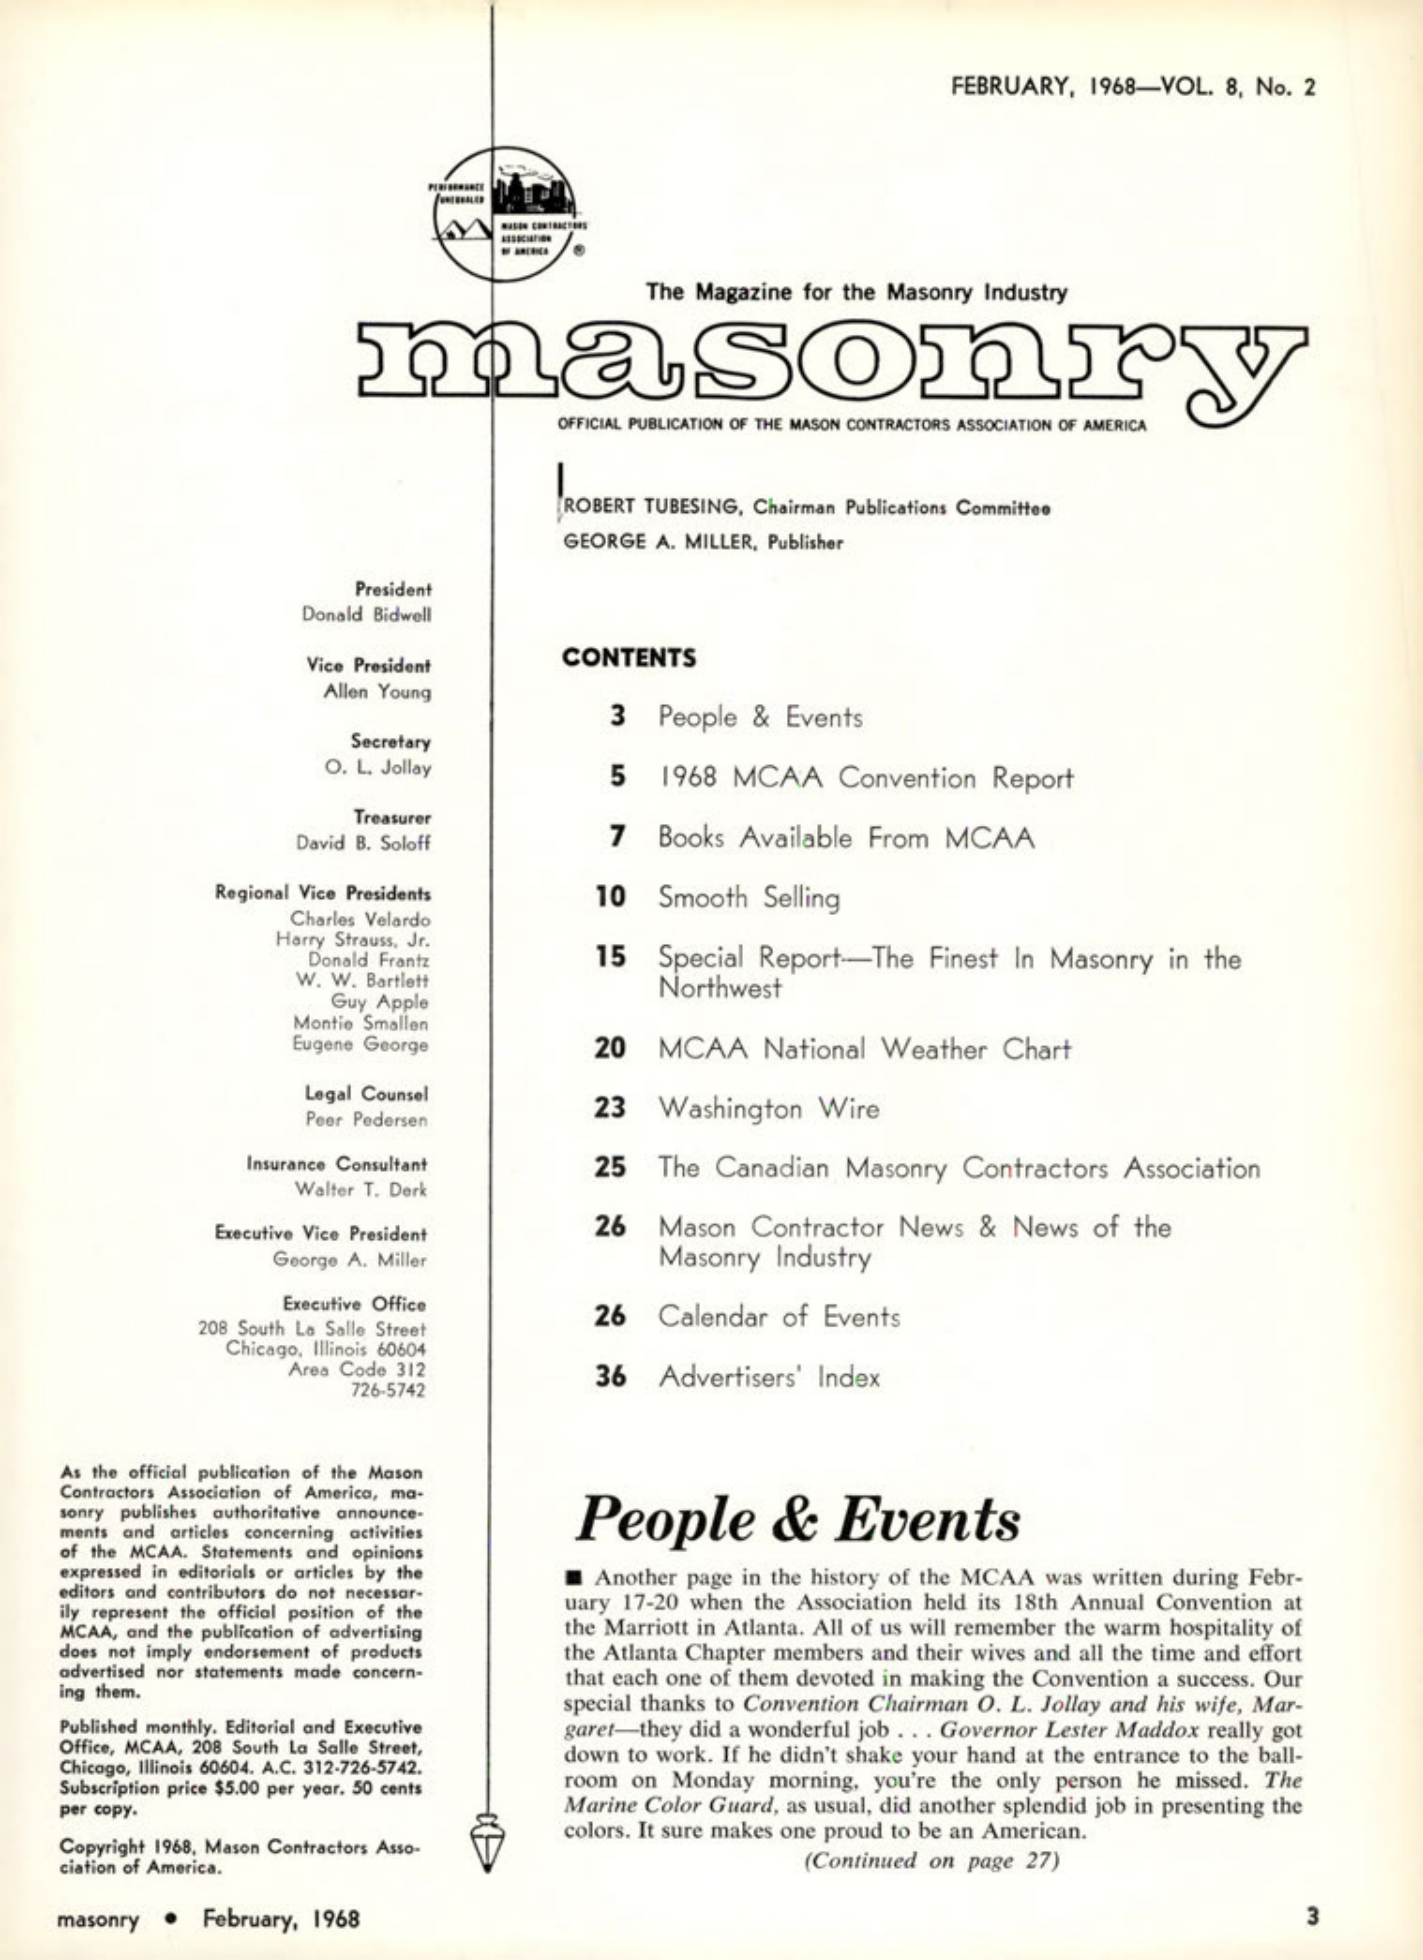 FEBRUARY, 1968—VOL. 8, No. 2
PERFORMANCE
UNEQUALED
MASON CONTRACTORS'
ASSOCIATION
OF AMERICA
®
The Magazine for the Masonry Industry
masonry
OFFICIAL PUBLICATION OF THE MASON CONTRACTORS ASSOCIATION OF AMERICA
ROBERT TUBESING, Chairman Publications Committee
GEORGE A. MILLER, Publisher
President
Donald Bidwell
Vice President
Allen Young
Secretary
O. L. Jollay
Treasurer
David B. Soloff
Regional Vice Presidents
Charles Velardo
Harry Strauss, Jr.
Donald Frantz
W. W. Bartlett
Guy Apple
Montie Smallen
Eugene George
Legal Counsel
Peer Pedersen
Insurance Consultant
Walter T. Derk
Executive Vice President
George A. Miller
Executive Office
208 South La Salle Street
Chicago, Illinois 60604
Area Code 312
726-5742
As the official publication of the Mason
Contractors Association of America, ma-
sonry publishes authoritative announce-
ments and articles concerning activities
of the MCAA. Statements and opinions
expressed in editorials or articles by the
editors and contributors do not necessar-
ily represent the official position of the
MCAA, and the publication of advertising
does not imply endorsement of products
advertised nor statements made concern-
ing them.
Published monthly. Editorial and Executive
Office, MCAA, 208 South La Salle Street,
Chicago, Illinois 60604. A.C. 312-726-5742.
Subscription price $5.00 per year. 50 cents
per copy.
Copyright 1968, Mason Contractors Asso-
ciation of America.
CONTENTS
3 People & Events
5 1968 MCAA Convention Report
7 Books Available From MCAA
10 Smooth Selling
15 Special Report—The Finest In Masonry in the
Northwest
20 MCAA National Weather Chart
23 Washington Wire
25 The Canadian Masonry Contractors Association
26 Mason Contractor News & News of the
Masonry Industry
26 Calendar of Events
36 Advertisers' Index
People & Events
■ Another page in the history of the MCAA was written during Febr-
uary 17-20 when the Association held its 18th Annual Convention at
the Marriott in Atlanta. All of us will remember the warm hospitality of
the Atlanta Chapter members and their wives and all the time and effort
that each one of them devoted in making the Convention a success. Our
special thanks to Convention Chairman O. L. Jollay and his wife, Mar-
garet—they did a wonderful job . . . Governor Lester Maddox really got
down to work. If he didn't shake your hand at the entrance to the ball-
room on Monday morning, you're the only person he missed. The
Marine Color Guard, as usual, did another splendid job in presenting the
colors. It sure makes one proud to be an American.
(Continued on page 27)
masonry • February, 1968
3